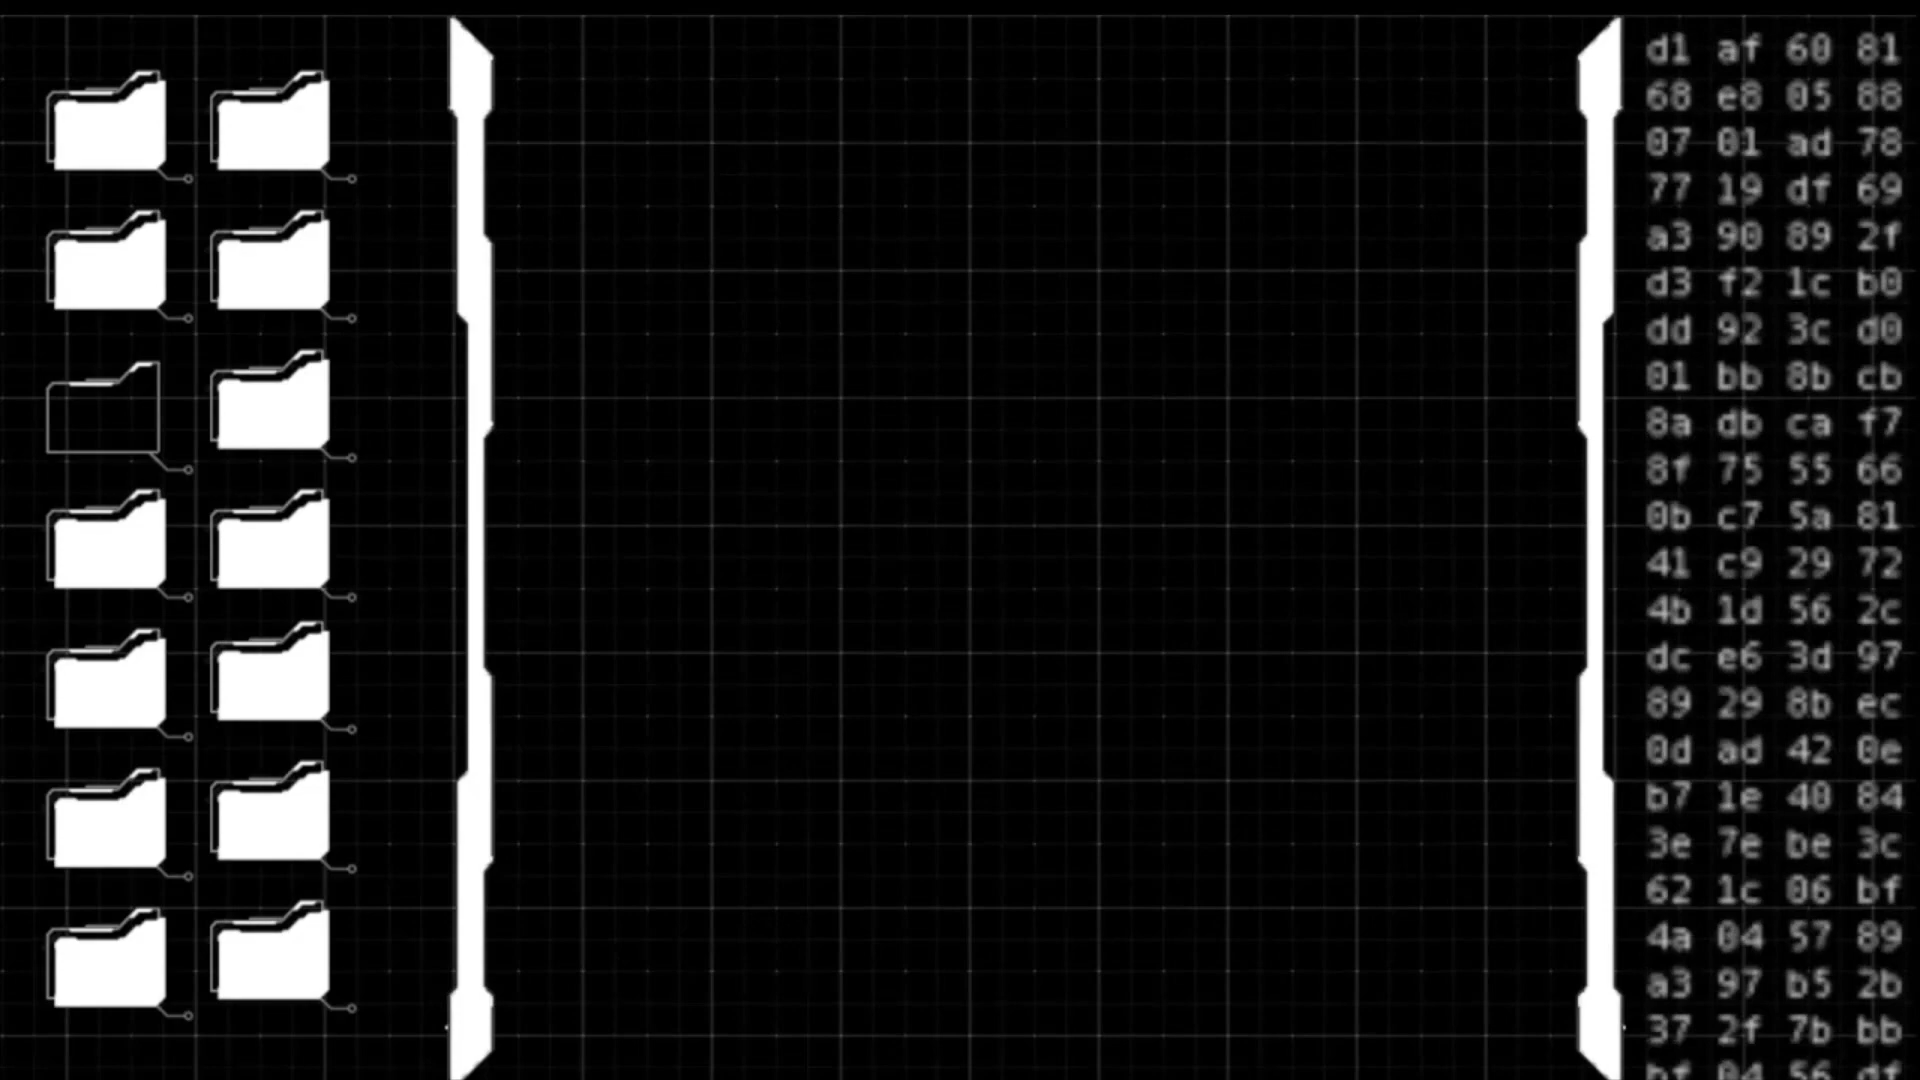 d1 af 60 81
68 e8 05 88
07 01 ad 78
77 19 df 69
a3 90 89 2f
d3 f2 1c b0
dd 92 3c d0
01 bb 8b cb
8a db ca f7
8f 75 55 66
0b c7 5a 81
41 c9 29 72
4b 1d 56 2c
dc e6 3d 97
89 29 8b ec
0d ad 42 0e
b7 1e 40 84
3e 7e be 3c
62 1c 06 bf
4a 04 57 89
a3 97 b5 2b
37 2f 7b bb
bf 04 56 df